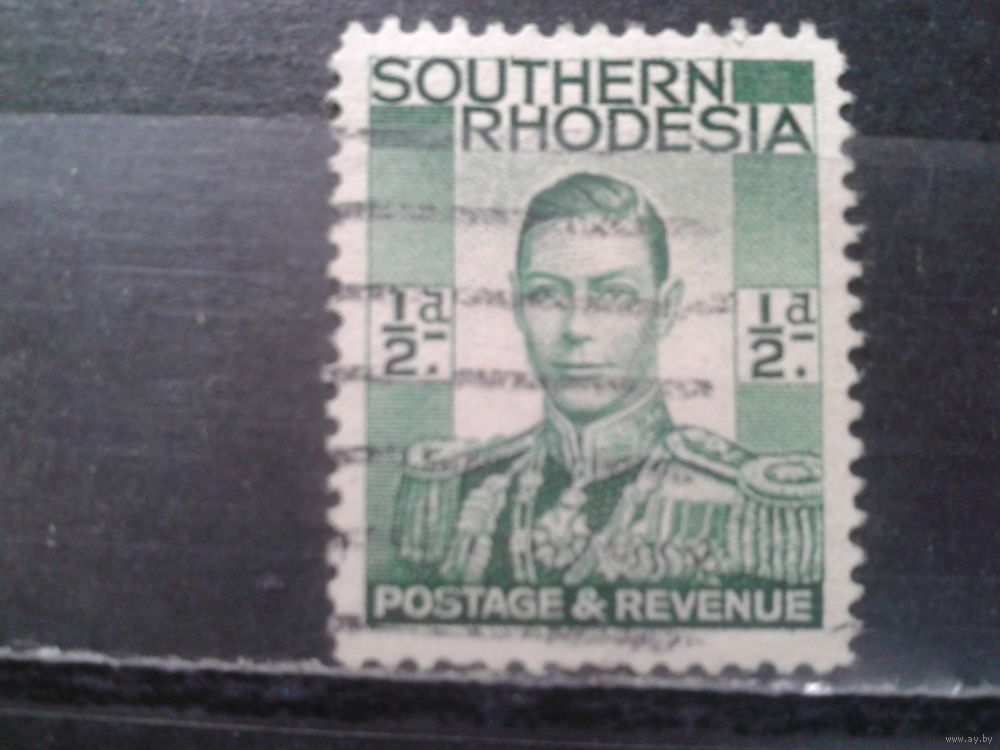 SOUTHERN
RHODESIA
½d.
½d.
POSTAGE & REVENUE
www.ay.by